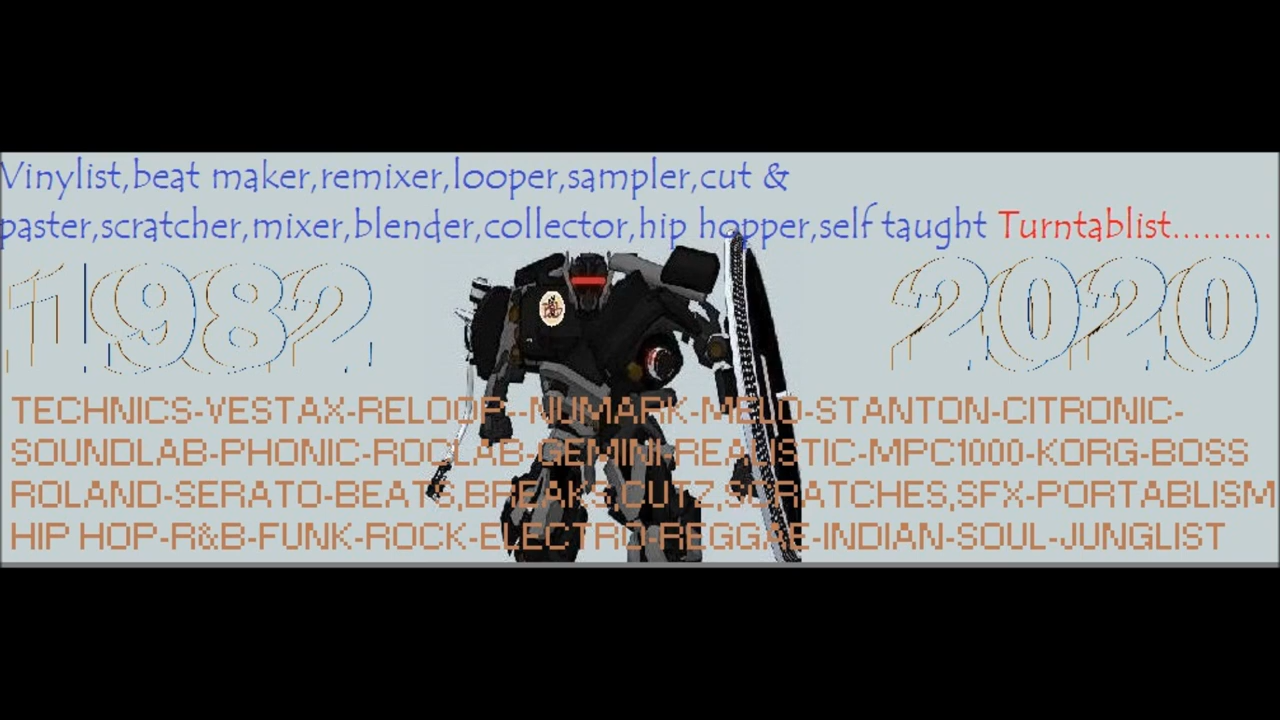 Vinylist,beat maker,remixer,looper,sampler,cut &
paster,scratcher,mixer,blender,collector,hip hopper,self taught Turntablist..........
1982 2020
TECHNICS-VESTAX-RELOOP--NUMARK-MELO-STANTON-CITRONIC-
SOUNDLAB-PHONIC-ROCLAB-GEMINI-REALISTIC-MPC1000-KORG-BOSS
ROLAND-SERATO-BEATS,BREAKS,CUTZ,SCRATCHES,SFX-PORTABLISM
HIP HOP-R&B-FUNK-ROCK-ELECTRO-REGGAE-INDIAN-SOUL-JUNGLIST